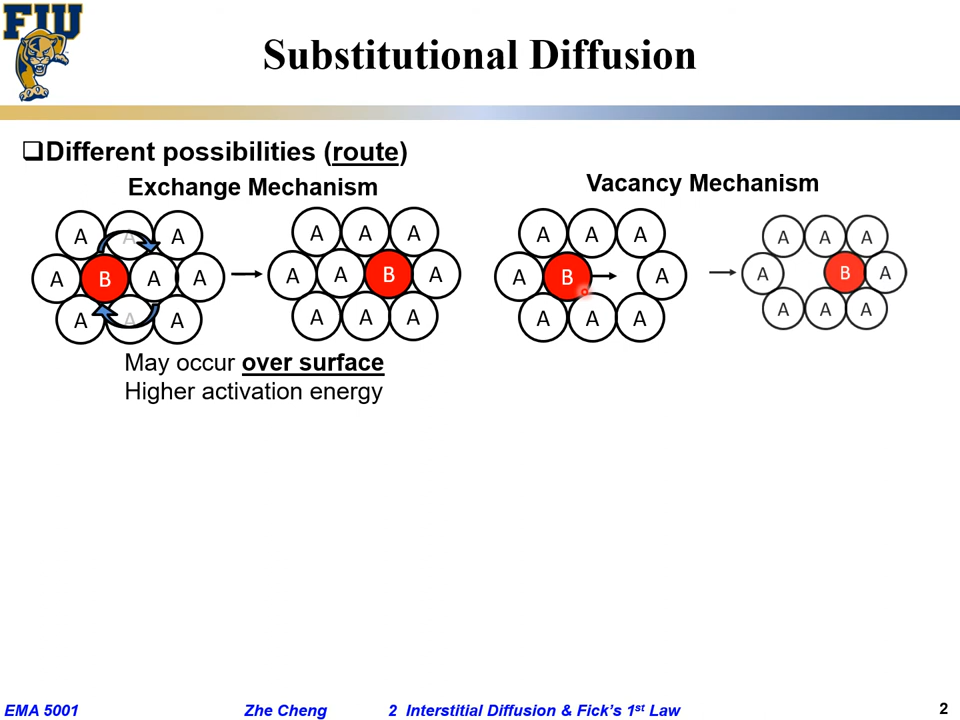 FIU
Substitutional Diffusion
❑Different possibilities (route)
Exchange Mechanism
A A A
A B A A
A A A
A A A
A A B A
A A A
May occur over surface
Higher activation energy
Vacancy Mechanism
A A A
A B A
A A A
A A A
A B A
A A A
EMA 5001 Zhe Cheng 2 Interstitial Diffusion & Fick's 1st Law 2